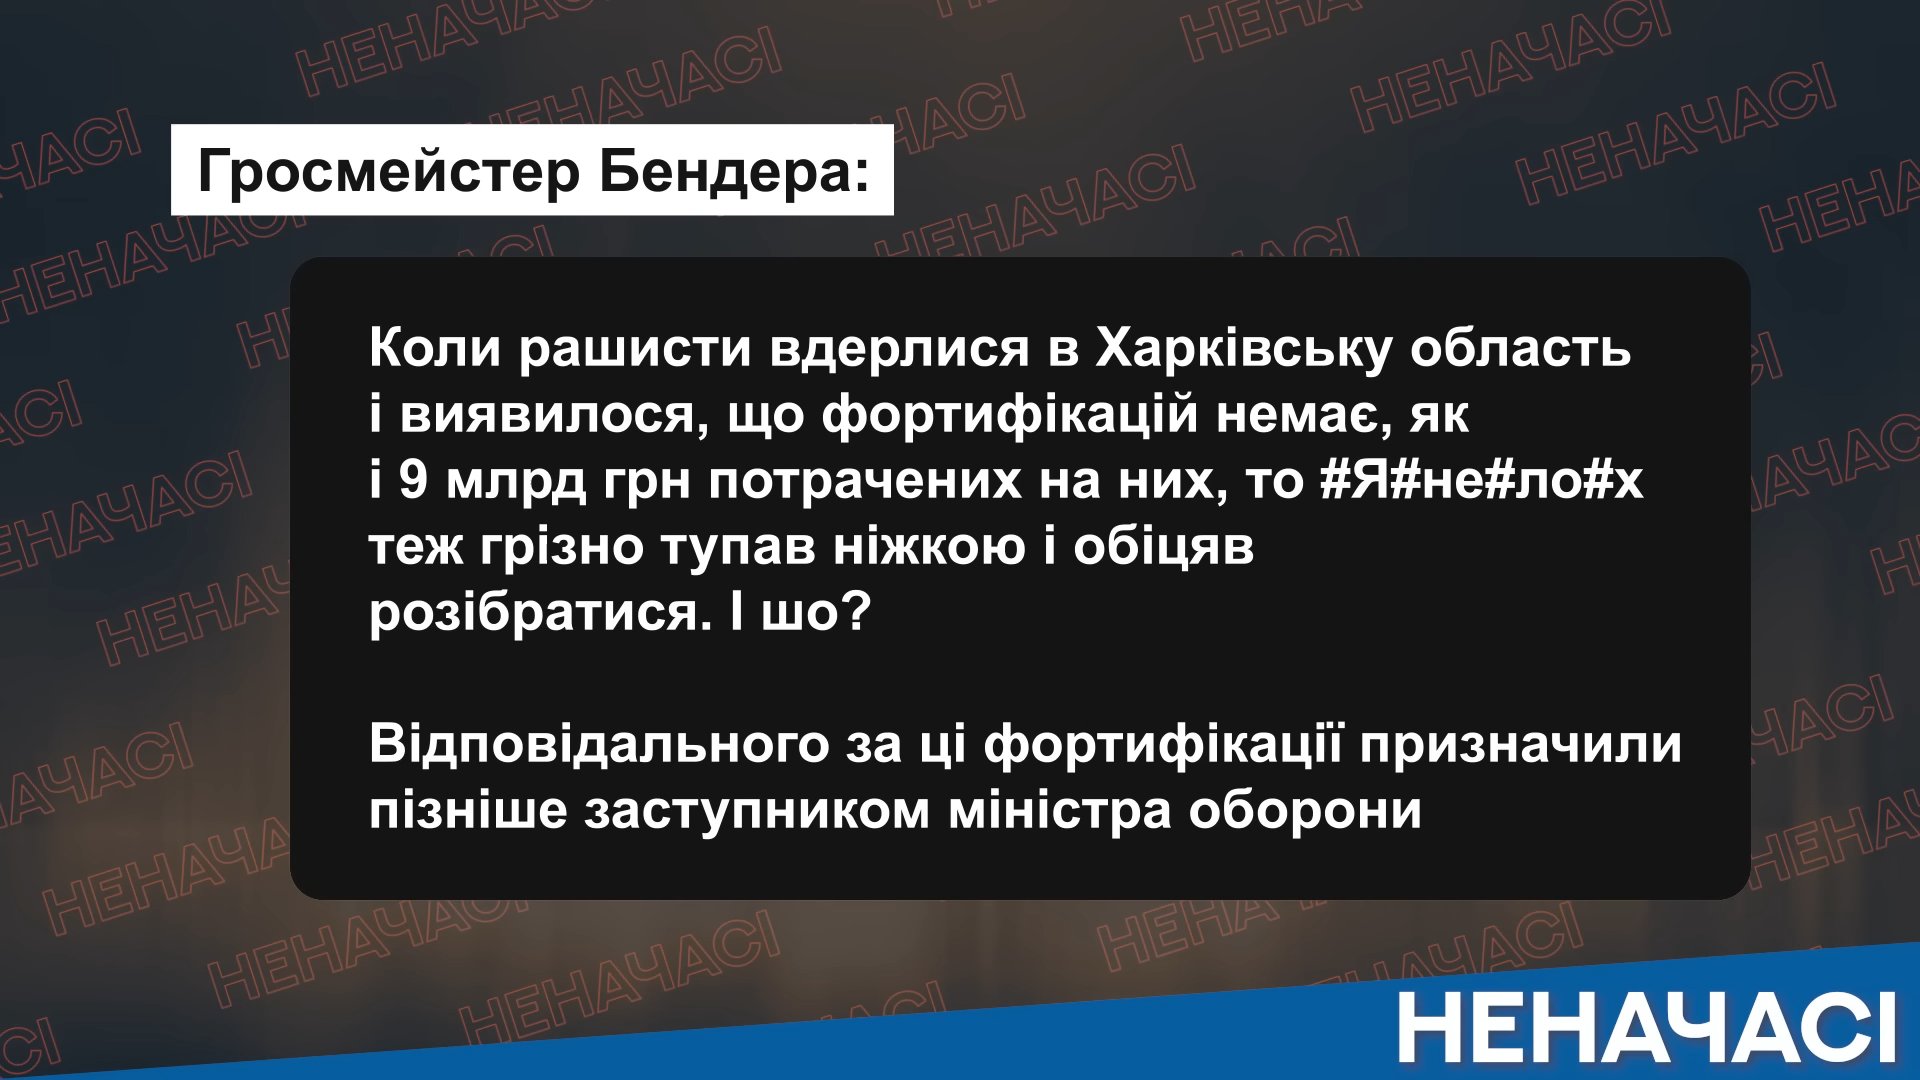 Гросмейстер Бендера:
Коли рашисти вдерлися в Харківську область
і виявилося, що фортифікацій немає, як
і 9 млрд грн потрачених на них, то #Я#не#ло#х
теж грізно тупав ніжкою і обіцяв
розібратися. І шо?
Відповідального за ці фортифікації призначили
пізніше заступником міністра оборони
НЕНАЧАСІ